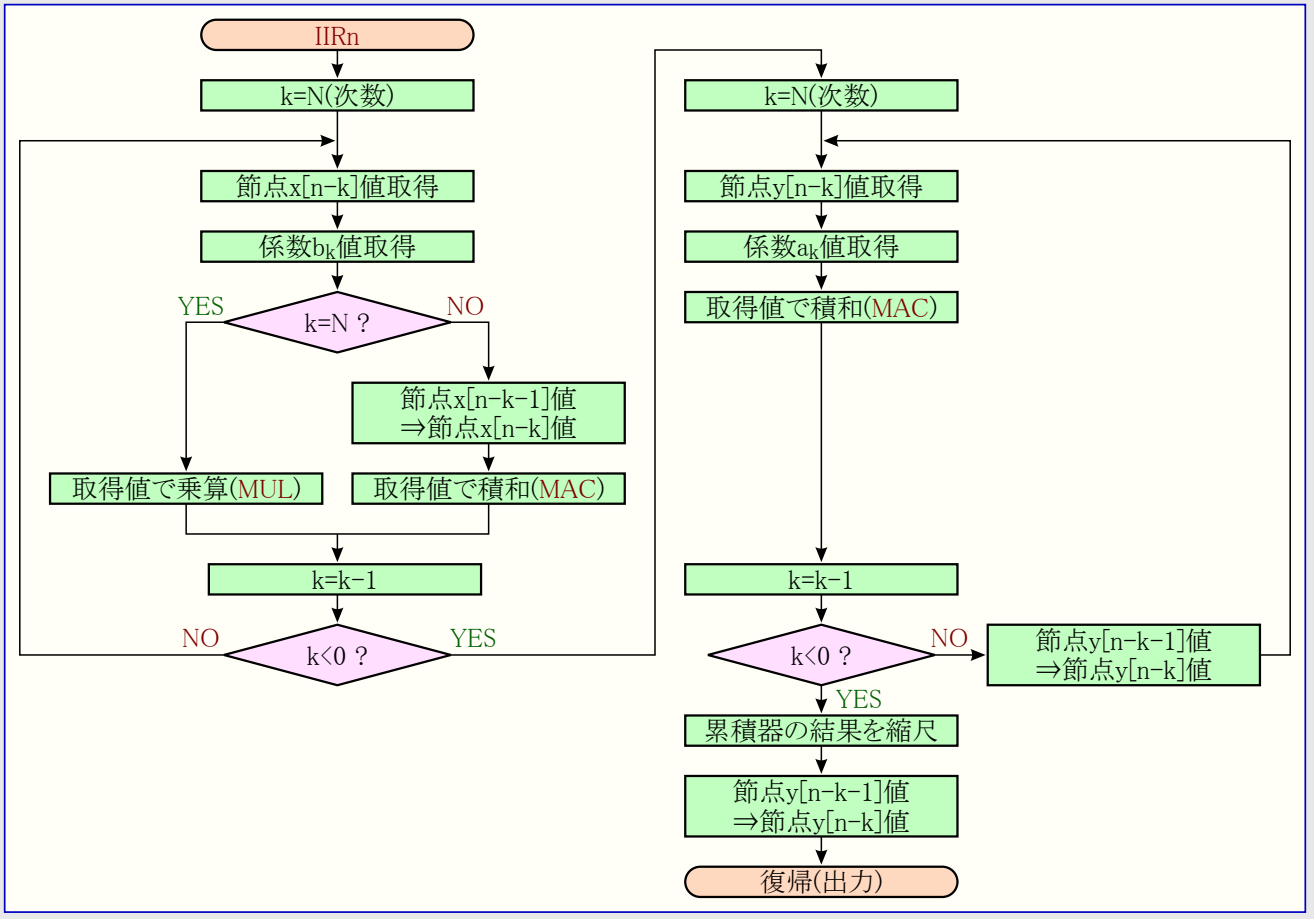 IIRn
k=N(次数)
節点x[n-k]値取得
係数bk値取得
k=N ?
YES
NO
節点x[n-k-1]値
⇒節点x[n-k]値
取得値で乗算(MUL)
取得値で積和(MAC)
k=k-1
k<0 ?
NO
YES
k=N(次数)
節点y[n-k]値取得
係数ak値取得
取得値で積和(MAC)
k=k-1
k<0 ?
NO
節点y[n-k-1]値
⇒節点y[n-k]値
YES
累積器の結果を縮尺
節点y[n-k-1]値
⇒節点y[n-k]値
復帰(出力)